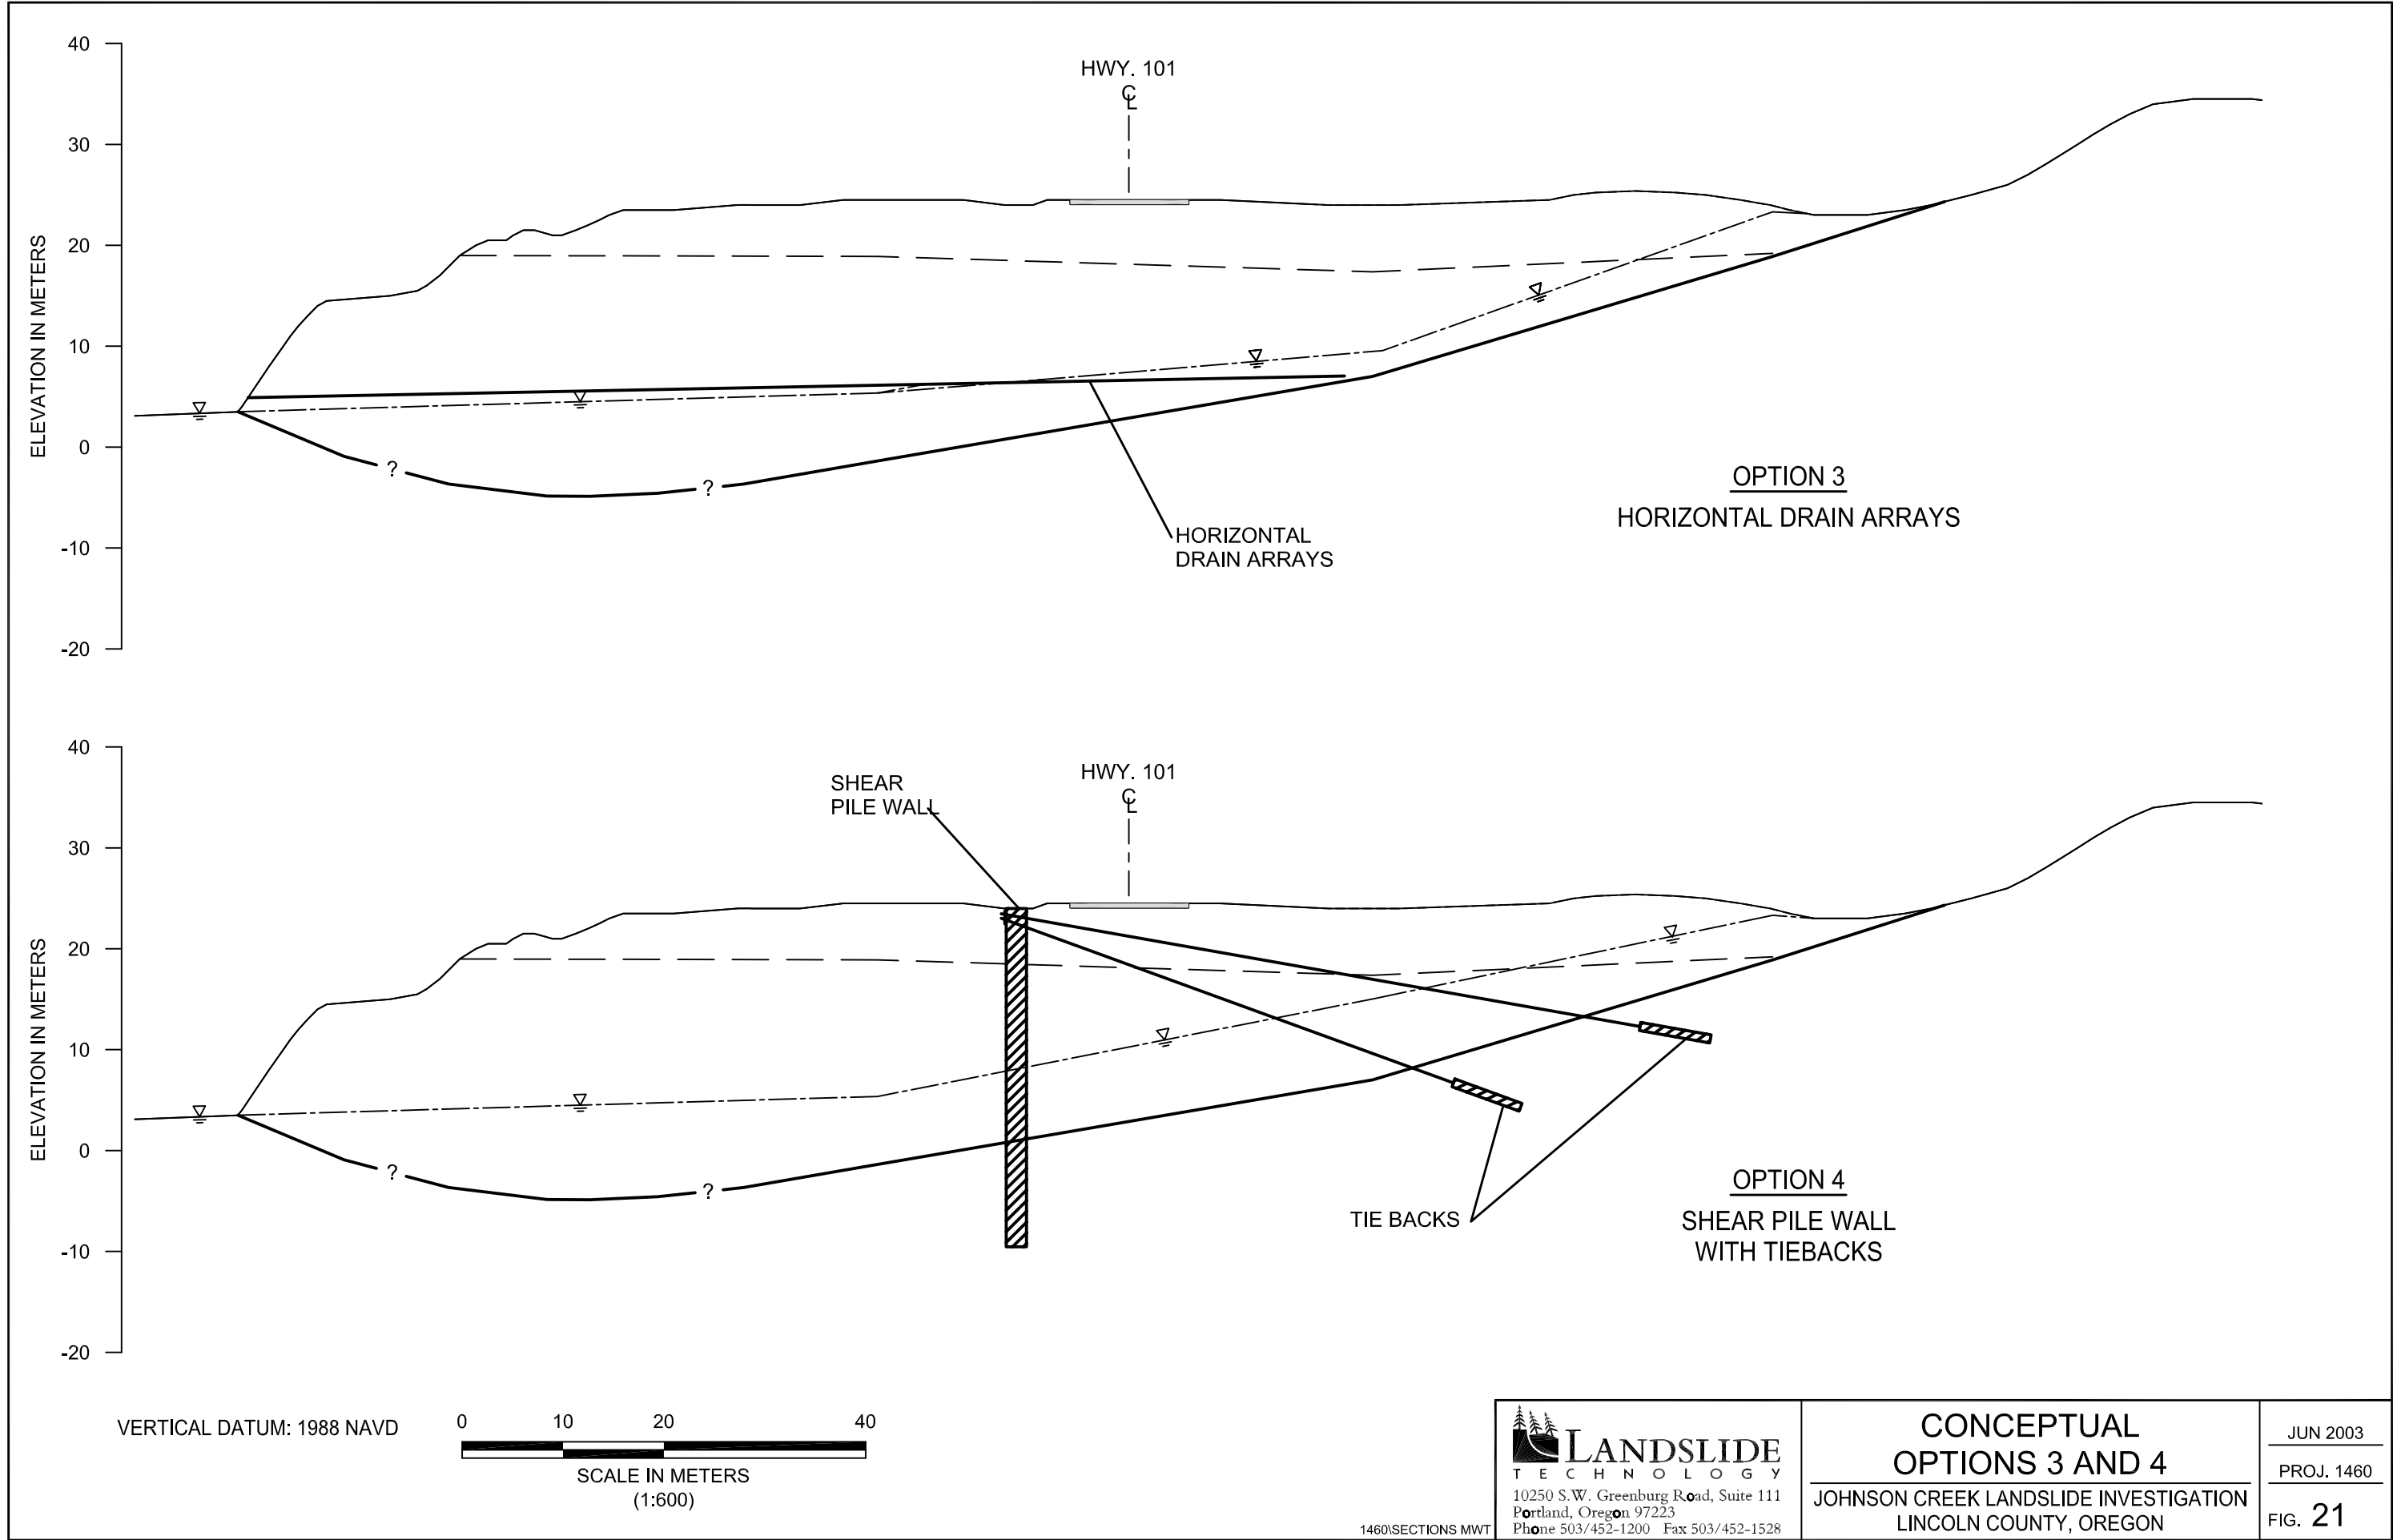 40
HWY. 101
℄
30
20
10
0
-10
-20
ELEVATION IN METERS
?
?
HORIZONTAL
DRAIN ARRAYS
OPTION 3
HORIZONTAL DRAIN ARRAYS
40
SHEAR
PILE WALL
HWY. 101
℄
30
20
10
0
-10
-20
ELEVATION IN METERS
?
?
TIE BACKS
OPTION 4
SHEAR PILE WALL
WITH TIEBACKS
VERTICAL DATUM: 1988 NAVD
0 10 20 40
SCALE IN METERS
(1:600)
1460\SECTIONS MWT
LANDSLIDE
TECHNOLOGY
10250 S.W. Greenburg Road, Suite 111
Portland, Oregon 97223
Phone 503/452-1200 Fax 503/452-1528
CONCEPTUAL
OPTIONS 3 AND 4
JOHNSON CREEK LANDSLIDE INVESTIGATION
LINCOLN COUNTY, OREGON
JUN 2003
PROJ. 1460
FIG. 21